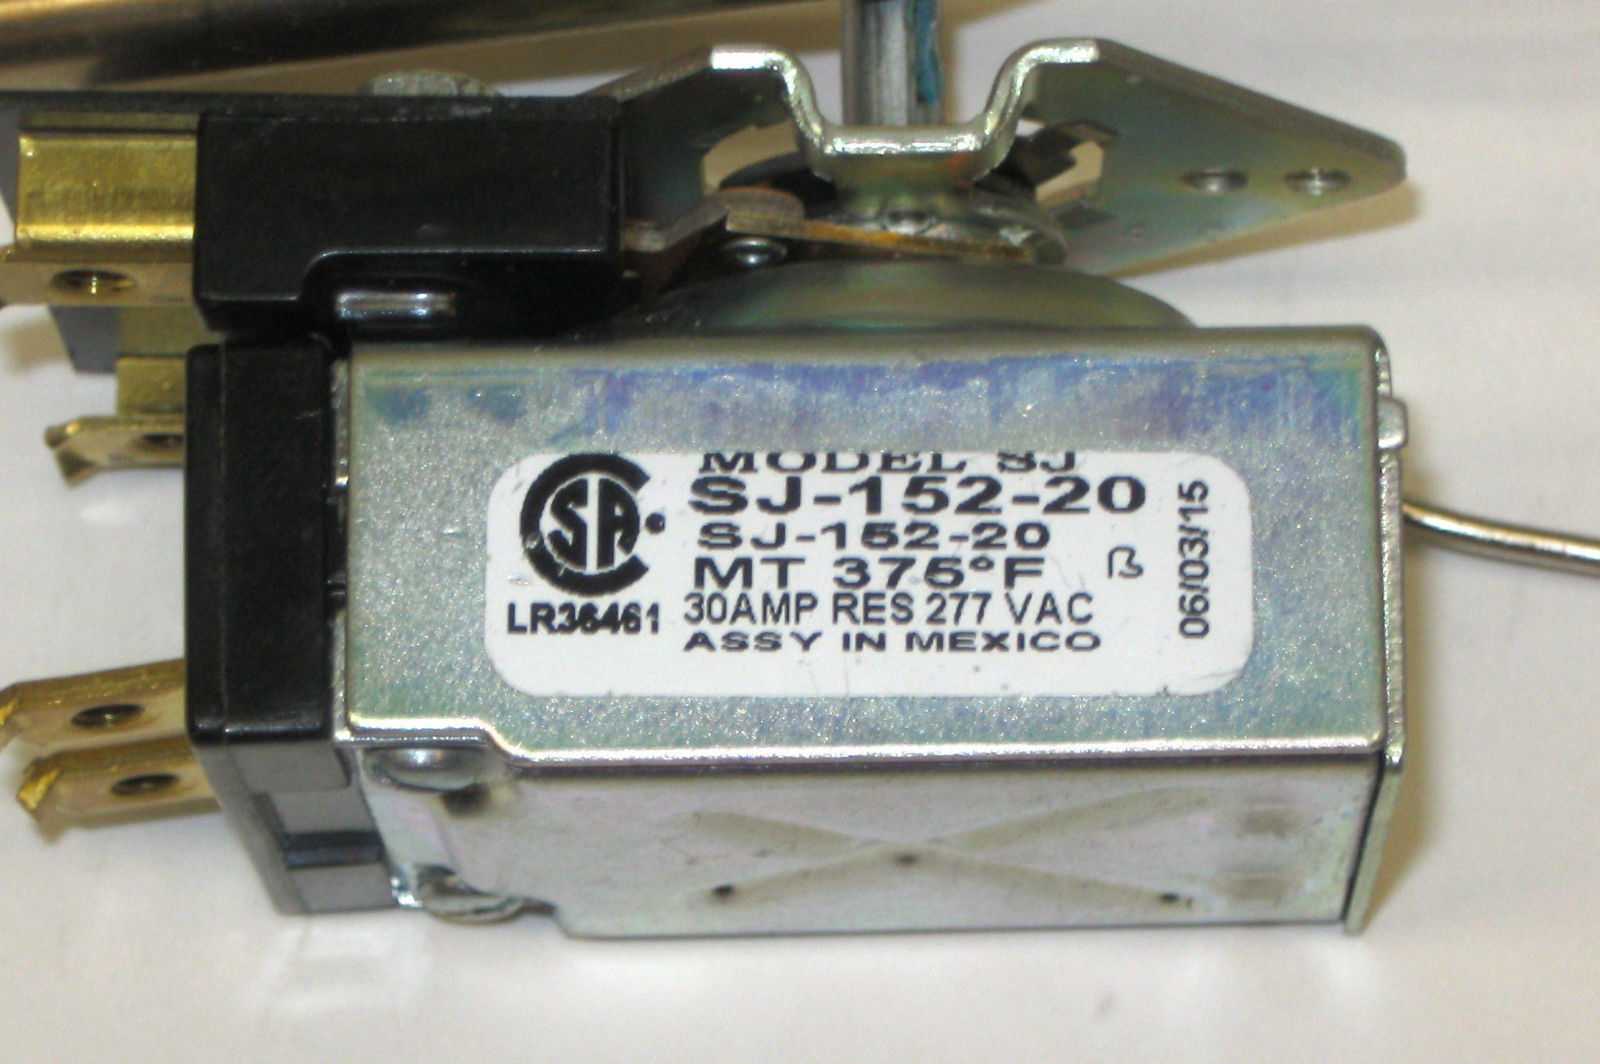 MODEL SJ
SJ-152-20
SJ-152-20
MT 375°F
30AMP RES 277 VAC
ASSY IN MEXICO
SA
LR36461
06/03/15